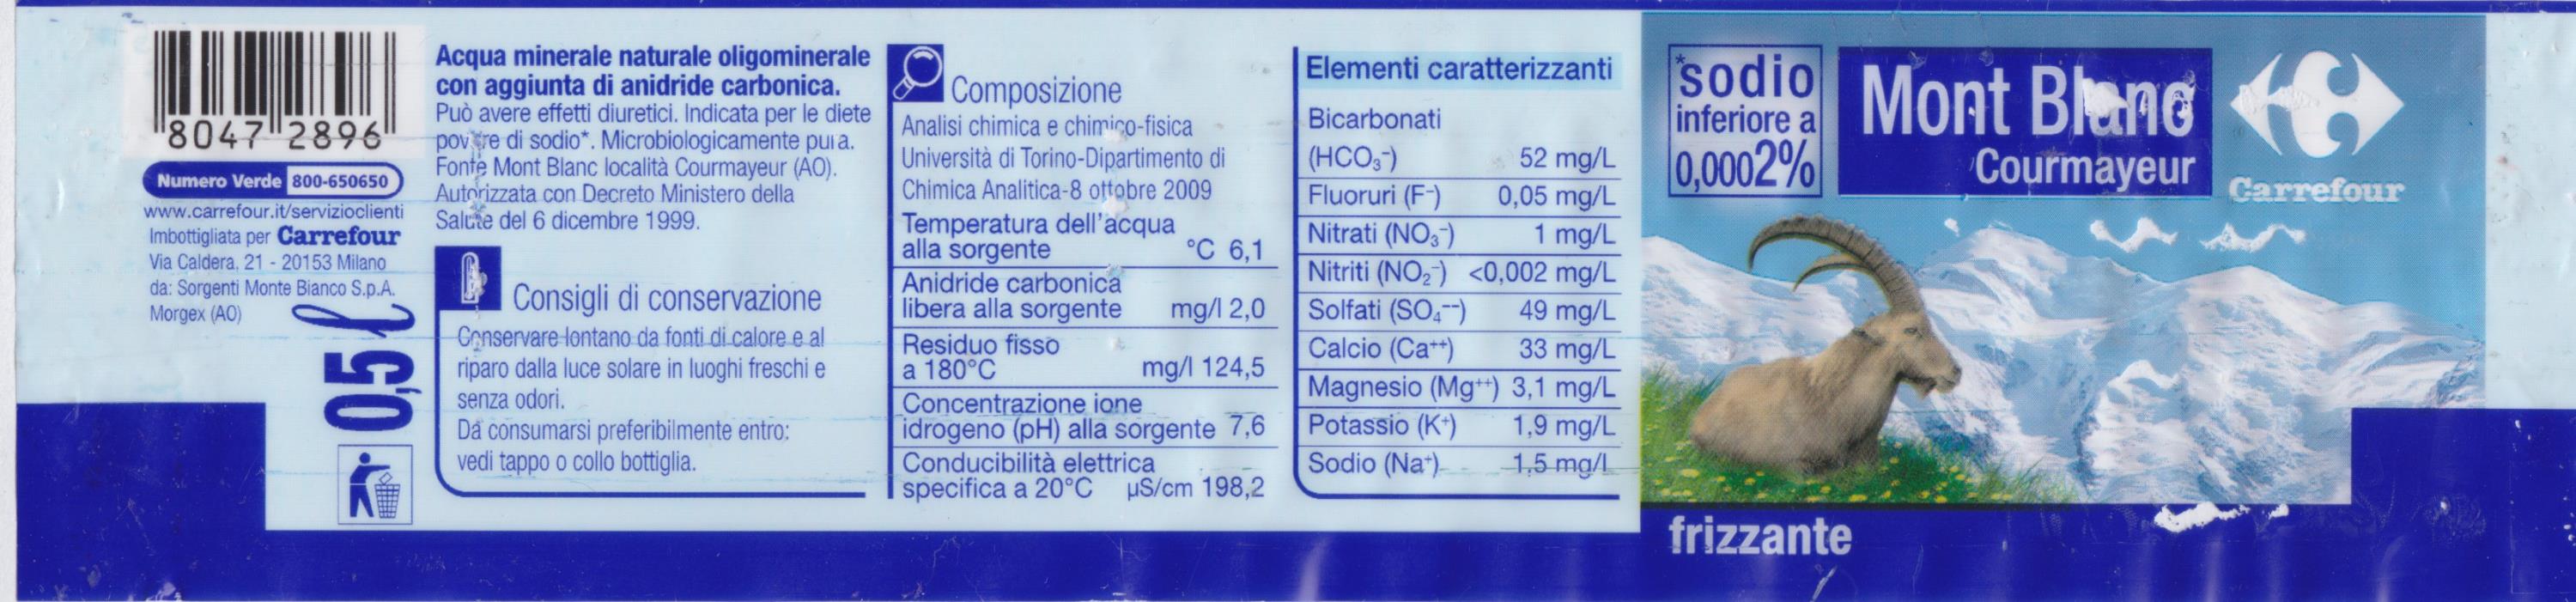 8047 2896
Numero Verde 800-650650
www.carrefour.it/servizioclienti
Imbottigliata per Carrefour
Via Caldera, 21 - 20153 Milano
da: Sorgenti Monte Bianco S.p.A.
Morgex (AO)
0,5 l
Acqua minerale naturale oligominerale
con aggiunta di anidride carbonica.
Può avere effetti diuretici. Indicata per le diete
povere di sodio*. Microbiologicamente pura.
Fonte Mont Blanc località Courmayeur (AO).
Autorizzata con Decreto Ministero della
Salute del 6 dicembre 1999.
Consigli di conservazione
Conservare lontano da fonti di calore e al
riparo dalla luce solare in luoghi freschi e
senza odori.
Da consumarsi preferibilmente entro:
vedi tappo o collo bottiglia.
Composizione
Analisi chimica e chimico-fisica
Università di Torino-Dipartimento di
Chimica Analitica-8 ottobre 2009
Temperatura dell'acqua
alla sorgente °C 6,1
Anidride carbonica
libera alla sorgente mg/l 2,0
Residuo fisso
a 180°C mg/l 124,5
Concentrazione ione
idrogeno (pH) alla sorgente 7,6
Conducibilità elettrica
specifica a 20°C µS/cm 198,2
Elementi caratterizzanti
Bicarbonati
(HCO₃⁻) 52 mg/L
Fluoruri (F⁻) 0,05 mg/L
Nitrati (NO₃⁻) 1 mg/L
Nitriti (NO₂⁻) <0,002 mg/L
Solfati (SO₄⁻⁻) 49 mg/L
Calcio (Ca⁺⁺) 33 mg/L
Magnesio (Mg⁺⁺) 3,1 mg/L
Potassio (K⁺) 1,9 mg/L
Sodio (Na⁺) 1,5 mg/L
*sodio
inferiore a
0,0002%
Mont Blanc
Courmayeur
Carrefour
frizzante